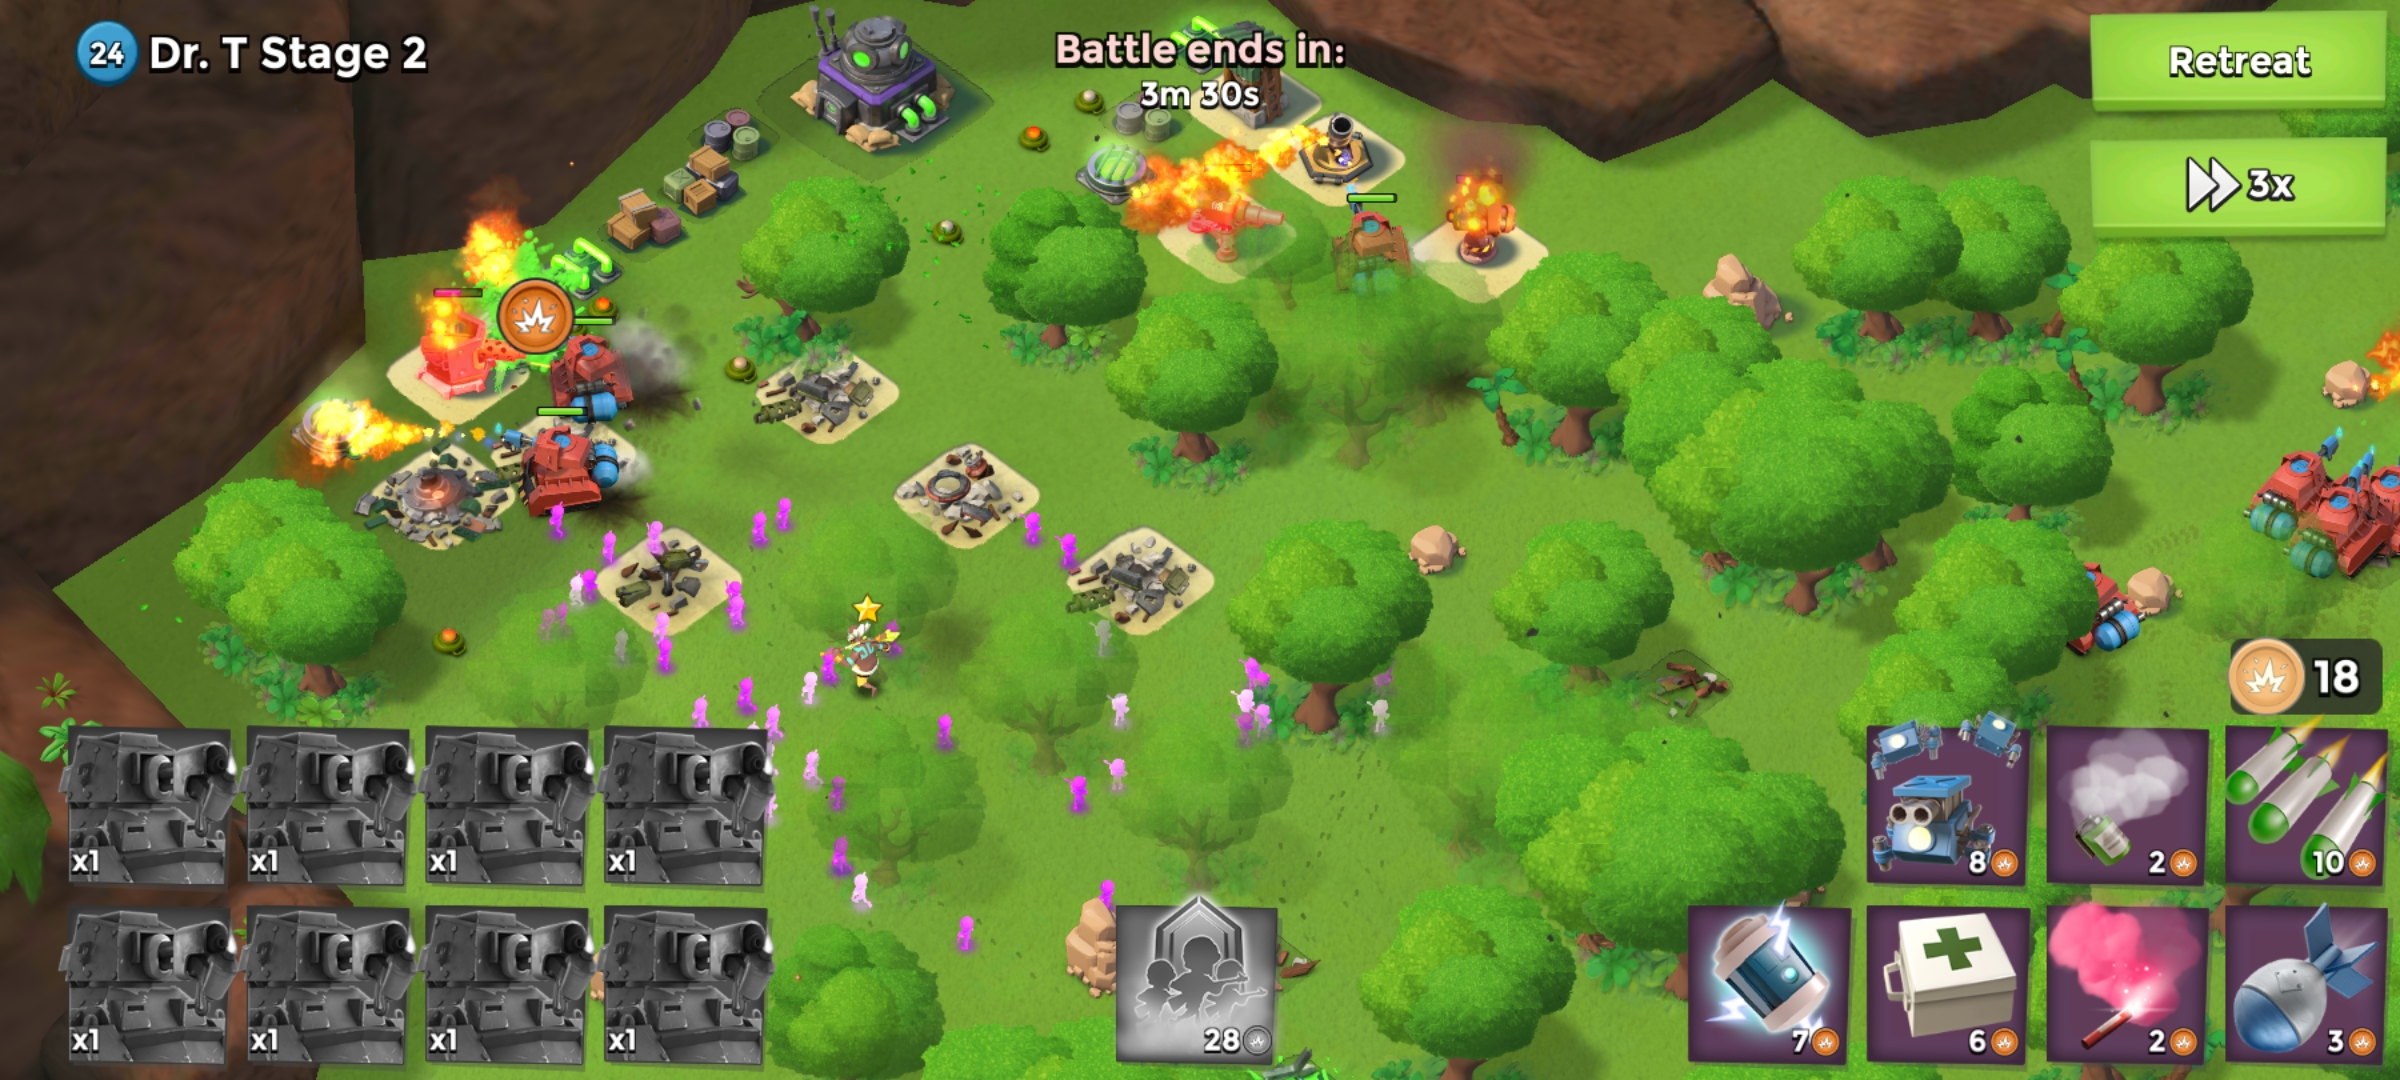 24 Dr. T Stage 2
Battle ends in:
3m 30s
Retreat
3x
18
8
2
10
x1
x1
x1
x1
x1
x1
x1
x1
28
7
6
2
3